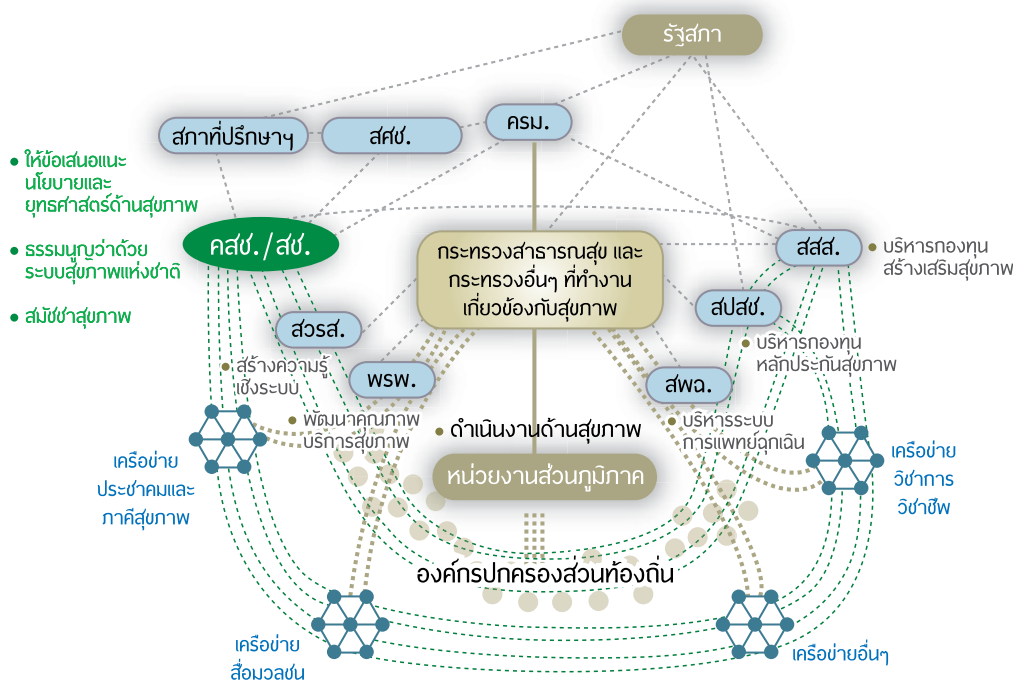 รัฐสภา
สภาที่ปรึกษาฯ
สศช.
ครม.
• ให้ข้อเสนอแนะ
นโยบายและ
ยุทธศาสตร์ด้านสุขภาพ
• ธรรมนูญว่าด้วย
ระบบสุขภาพแห่งชาติ
• สมัชชาสุขภาพ
คสช./สช.
กระทรวงสาธารณสุข และ
กระทรวงอื่นๆ ที่ทำงาน
เกี่ยวข้องกับสุขภาพ
สสส.
• บริหารกองทุน
สร้างเสริมสุขภาพ
สวรส.
• สร้างความรู้
เชิงระบบ
พรพ.
• พัฒนาคุณภาพ
บริการสุขภาพ
สปสช.
• บริหารกองทุน
หลักประกันสุขภาพ
สพฉ.
• บริหารระบบ
การแพทย์ฉุกเฉิน
• ดำเนินงานด้านสุขภาพ
หน่วยงานส่วนภูมิภาค
องค์กรปกครองส่วนท้องถิ่น
เครือข่าย
ประชาคมและ
ภาคีสุขภาพ
เครือข่าย
วิชาการ
วิชาชีพ
เครือข่าย
สื่อมวลชน
เครือข่ายอื่นๆ